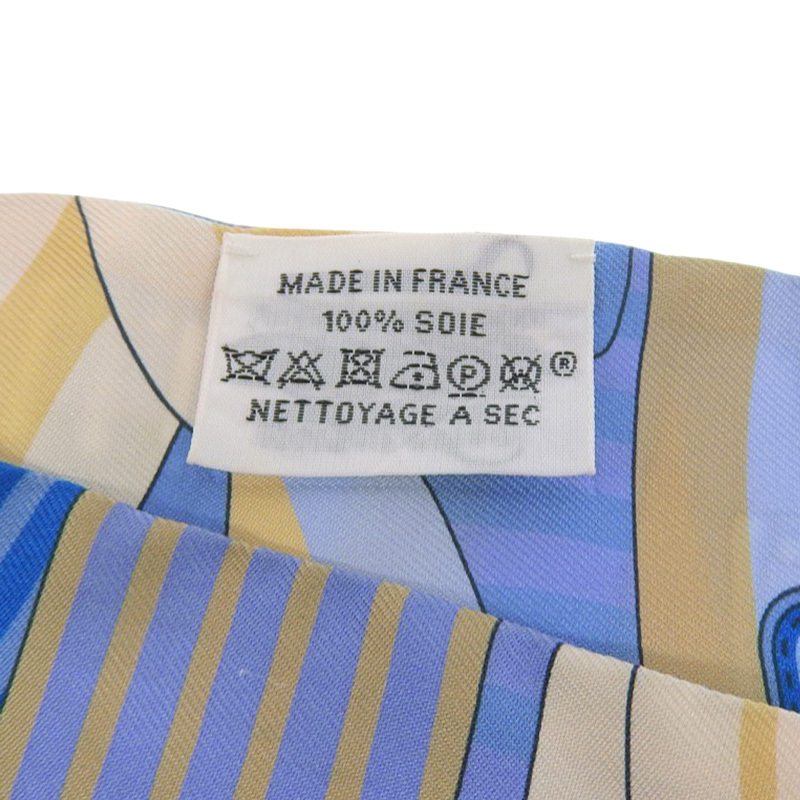 MADE IN FRANCE
100% SOIE
P ®
NETTOYAGE A SEC